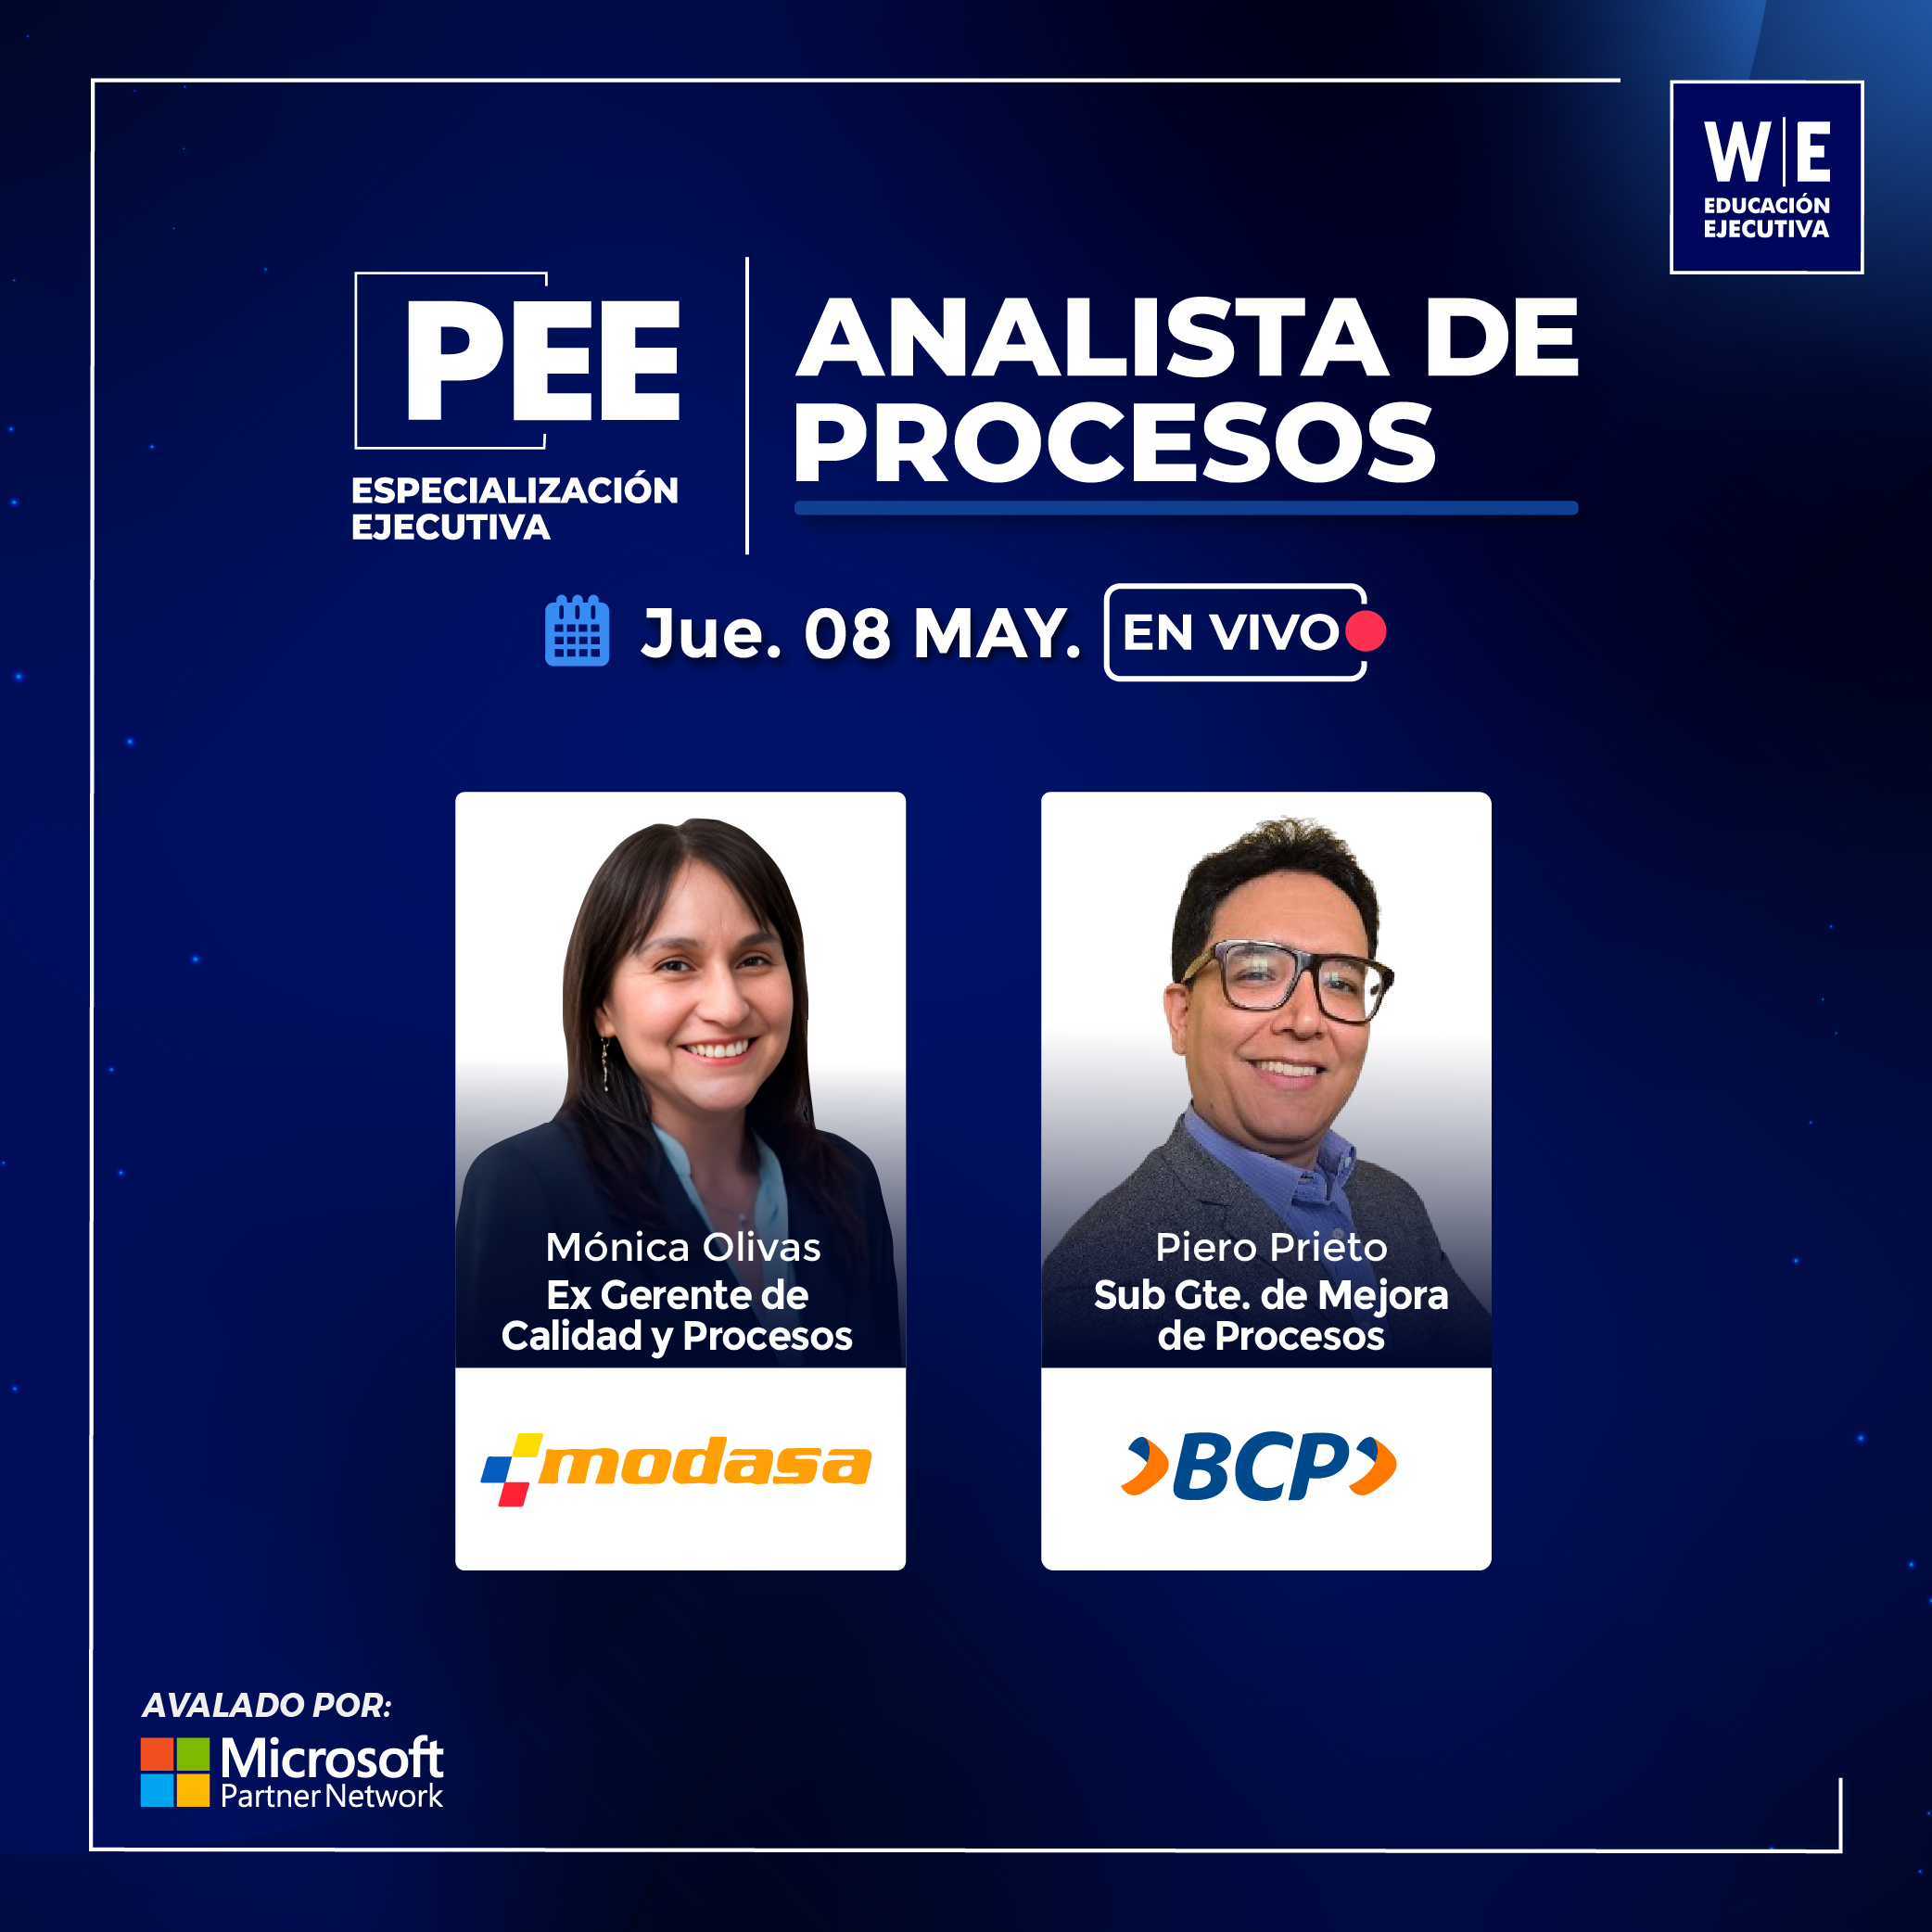 W|E
EDUCACIÓN
EJECUTIVA
PEE
ESPECIALIZACIÓN
EJECUTIVA
ANALISTA DE
PROCESOS
Jue. 08 MAY.
EN VIVO
Mónica Olivas
Ex Gerente de
Calidad y Procesos
modasa
Piero Prieto
Sub Gte. de Mejora
de Procesos
BCP
AVALADO POR:
Microsoft
Partner Network